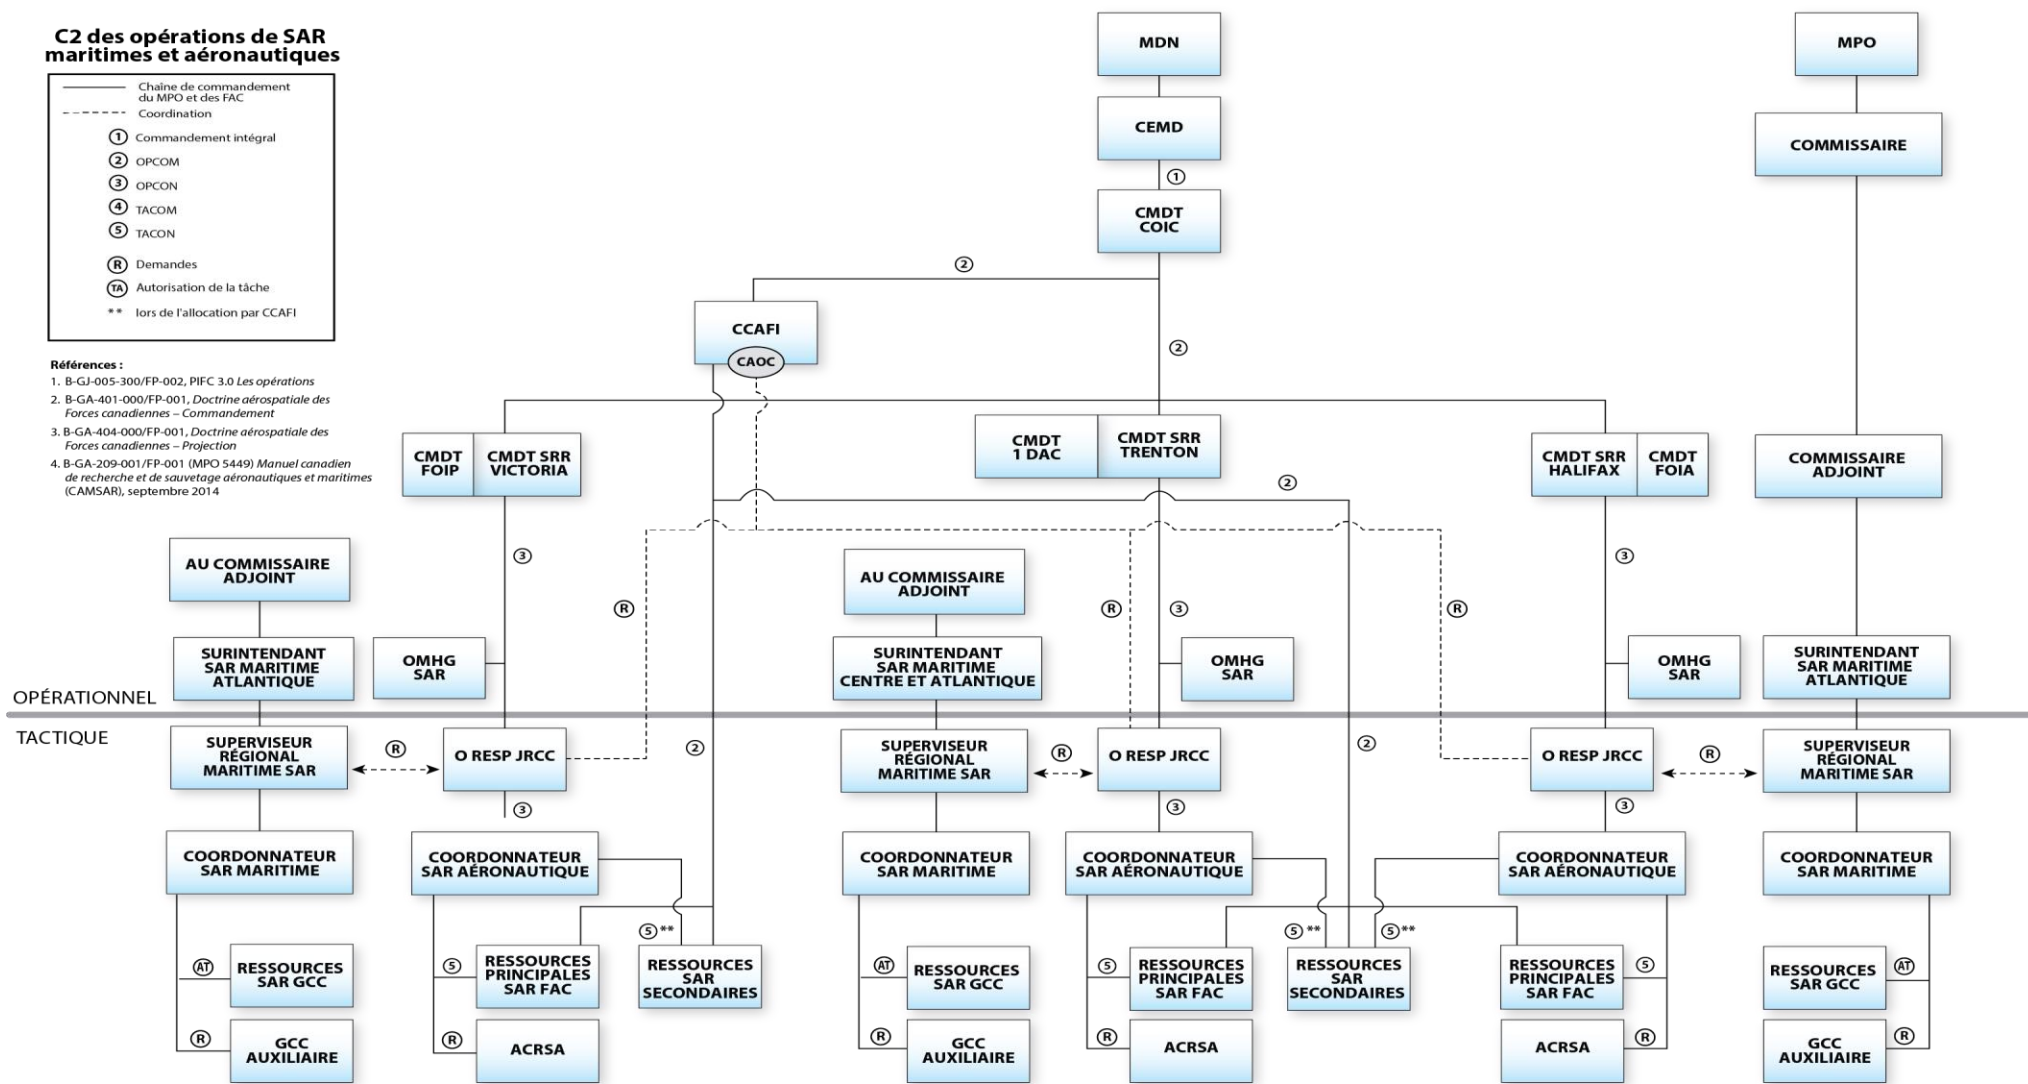 C2 des opérations de SAR
maritimes et aéronautiques
Chaîne de commandement
du MPO et des FAC
Coordination
1 Commandement intégral
2 OPCOM
3 OPCON
4 TACOM
5 TACON
R Demandes
TA Autorisation de la tâche
** lors de l'allocation par CCAFI
Références :
1. B-GJ-005-300/FP-002, PIFC 3.0 Les opérations
2. B-GA-401-000/FP-001, Doctrine aérospatiale des
Forces canadiennes – Commandement
3. B-GA-404-000/FP-001, Doctrine aérospatiale des
Forces canadiennes – Projection
4. B-GA-209-001/FP-001 (MPO 5449) Manuel canadien
de recherche et de sauvetage aéronautiques et maritimes
(CAMSAR), septembre 2014
MDN
MPO
CEMD
COMMISSAIRE
1
CMDT
COIC
2
CCAFI
CAOC
2
CMDT
FOIP
CMDT SRR
VICTORIA
CMDT
1 DAC
CMDT SRR
TRENTON
CMDT SRR
HALIFAX
CMDT
FOIA
COMMISSAIRE
ADJOINT
2
3
3
3
R
R
R
AU COMMISSAIRE
ADJOINT
AU COMMISSAIRE
ADJOINT
SURINTENDANT
SAR MARITIME
ATLANTIQUE
OMHG
SAR
SURINTENDANT
SAR MARITIME
CENTRE ET ATLANTIQUE
OMHG
SAR
OMHG
SAR
SURINTENDANT
SAR MARITIME
ATLANTIQUE
OPÉRATIONNEL
TACTIQUE
SUPERVISEUR
RÉGIONAL
MARITIME SAR
R
O RESP JRCC
2
SUPERVISEUR
RÉGIONAL
MARITIME SAR
R
O RESP JRCC
2
O RESP JRCC
R
SUPERVISEUR
RÉGIONAL
MARITIME SAR
3
3
3
COORDONNATEUR
SAR MARITIME
COORDONNATEUR
SAR AÉRONAUTIQUE
COORDONNATEUR
SAR MARITIME
COORDONNATEUR
SAR AÉRONAUTIQUE
COORDONNATEUR
SAR AÉRONAUTIQUE
COORDONNATEUR
SAR MARITIME
5 **
5 **
5 **
AT
RESSOURCES
SAR GCC
5
RESSOURCES
PRINCIPALES
SAR FAC
RESSOURCES
SAR
SECONDAIRES
AT
RESSOURCES
SAR GCC
5
RESSOURCES
PRINCIPALES
SAR FAC
RESSOURCES
SAR
SECONDAIRES
RESSOURCES
PRINCIPALES
SAR FAC
5
RESSOURCES
SAR GCC
AT
R
GCC
AUXILIAIRE
R
ACRSA
R
GCC
AUXILIAIRE
R
ACRSA
ACRSA
R
GCC
AUXILIAIRE
R